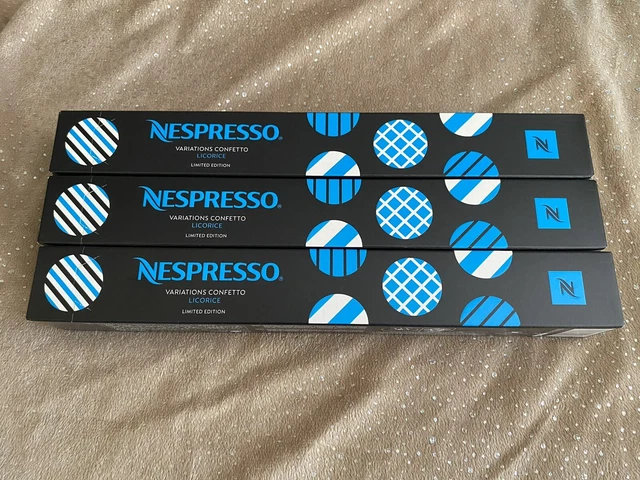 NESPRESSO®
VARIATIONS CONFETTO
LICORICE
LIMITED EDITION
N
NESPRESSO®
VARIATIONS CONFETTO
LICORICE
LIMITED EDITION
N
NESPRESSO®
VARIATIONS CONFETTO
LICORICE
LIMITED EDITION
N